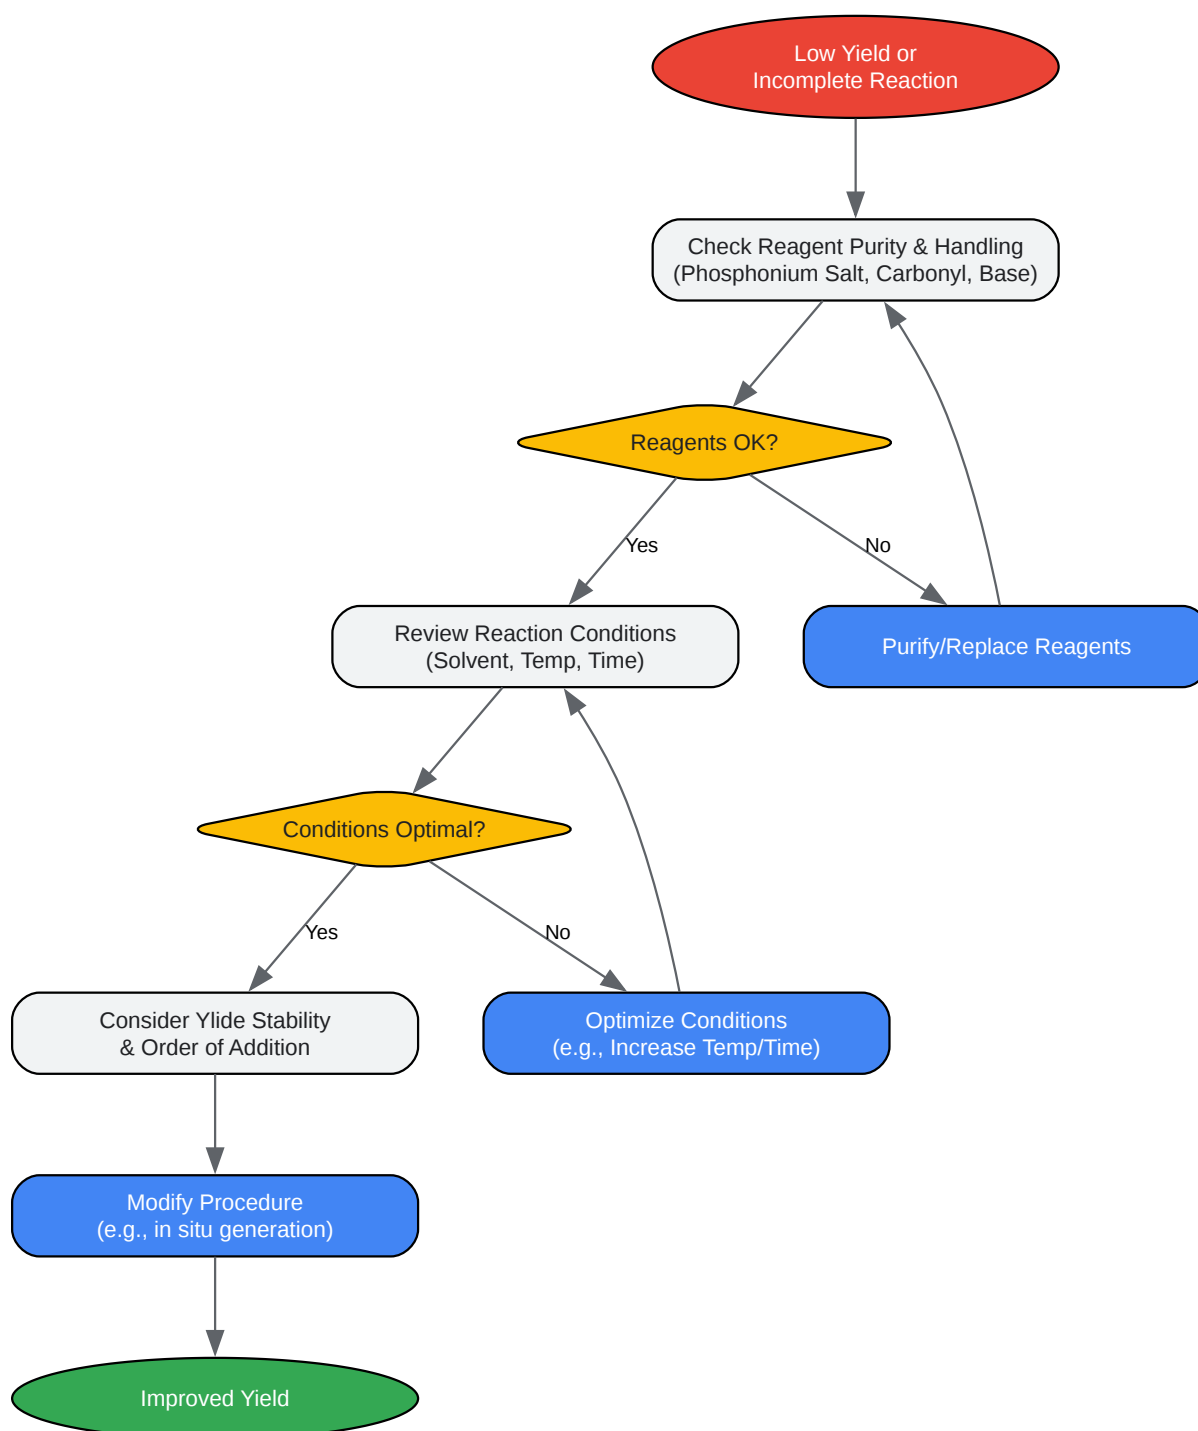 Low Yield or
Incomplete Reaction
Check Reagent Purity & Handling
(Phosphonium Salt, Carbonyl, Base)
Reagents OK?
Yes
No
Review Reaction Conditions
(Solvent, Temp, Time)
Purify/Replace Reagents
Conditions Optimal?
Yes
No
Consider Ylide Stability
& Order of Addition
Optimize Conditions
(e.g., Increase Temp/Time)
Modify Procedure
(e.g., in situ generation)
Improved Yield